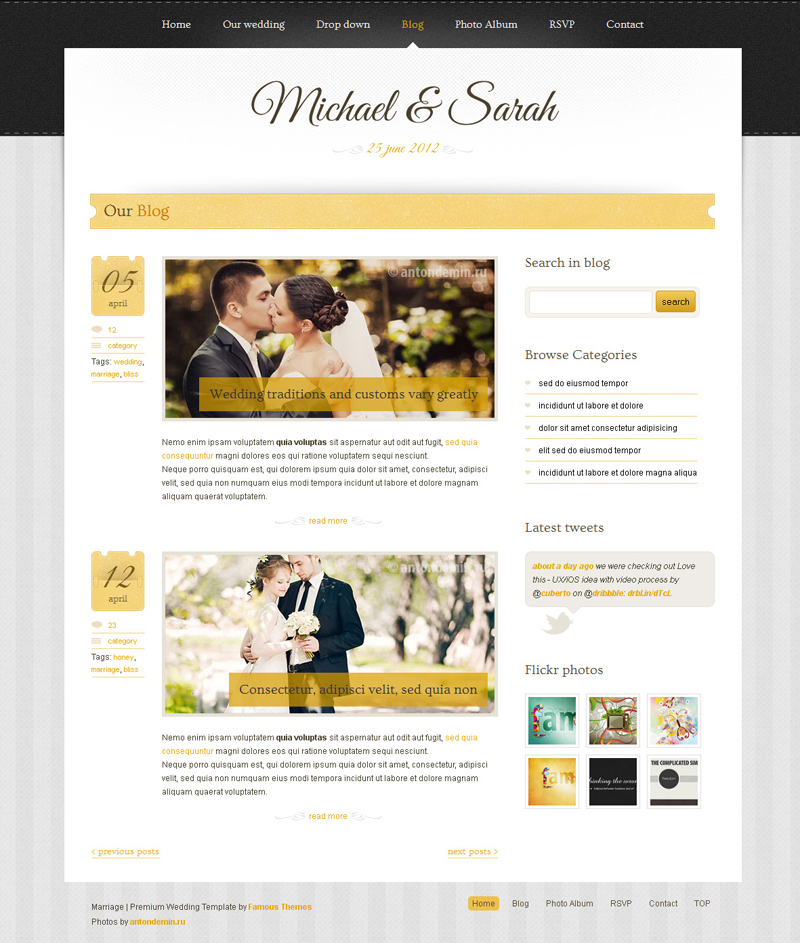 Home Our wedding Drop down Blog Photo Album RSVP Contact
Michael & Sarah
25 june 2012
Our Blog
05
april
12
category
Tags: wedding,
marriage, bliss
© antondemin.ru
Wedding traditions and customs vary greatly
Nemo enim ipsam voluptatem quia voluptas sit aspernatur aut odit aut fugit, sed quia
consequuntur magni dolores eos qui ratione voluptatem sequi nesciunt.
Neque porro quisquam est, qui dolorem ipsum quia dolor sit amet, consectetur, adipisci
velit, sed quia non numquam eius modi tempora incidunt ut labore et dolore magnam
aliquam quaerat voluptatem.
read more
12
april
23
category
Tags: honey,
marriage, bliss
© antondemin.ru
Consectetur, adipisci velit, sed quia non
Nemo enim ipsam voluptatem quia voluptas sit aspernatur aut odit aut fugit, sed quia
consequuntur magni dolores eos qui ratione voluptatem sequi nesciunt.
Neque porro quisquam est, qui dolorem ipsum quia dolor sit amet, consectetur, adipisci
velit, sed quia non numquam eius modi tempora incidunt ut labore et dolore magnam
aliquam quaerat voluptatem.
read more
< previous posts next posts >
Search in blog
search
Browse Categories
sed do eiusmod tempor
incididunt ut labore et dolore
dolor sit amet consectetur adipisicing
elit sed do eiusmod tempor
incididunt ut labore et dolore magna aliqua
Latest tweets
about a day ago we were checking out Love
this - UX/iOS idea with video process by
@cuberto on @dribbble: drbl.in/dTcL
Flickr photos
fam
fam
thinking the
THE COMPLICATED SIM
Marriage | Premium Wedding Template by Famous Themes
Photos by antondemin.ru
Home Blog Photo Album RSVP Contact TOP